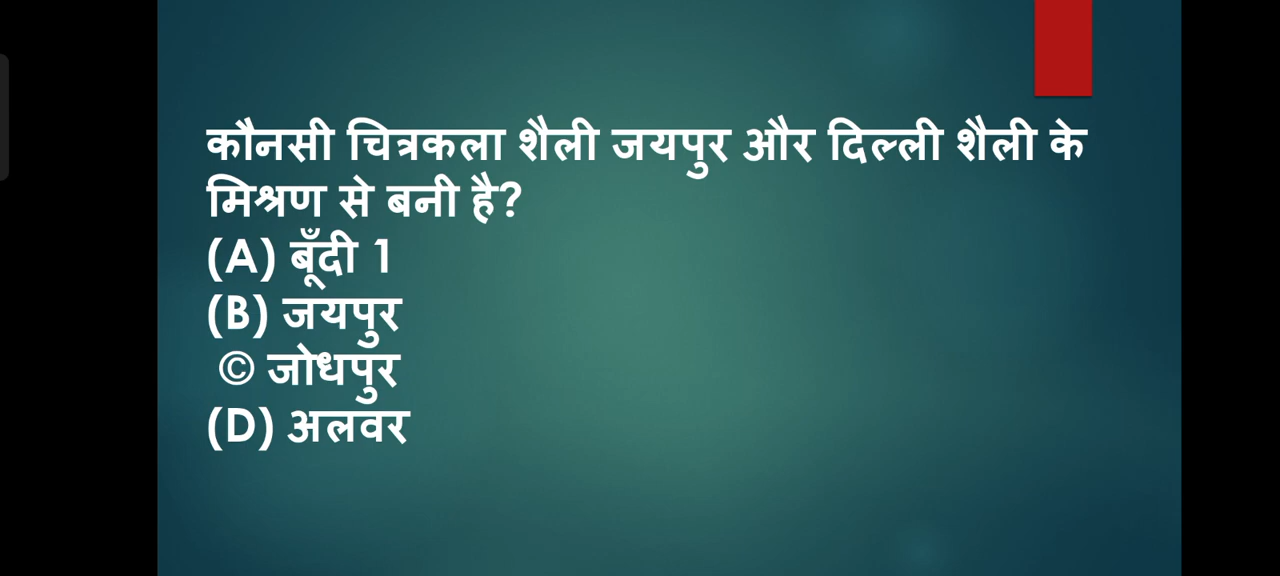 कौनसी चित्रकला शैली जयपुर और दिल्ली शैली के
मिश्रण से बनी है?
(A) बूँदी 1
(B) जयपुर
© जोधपुर
(D) अलवर